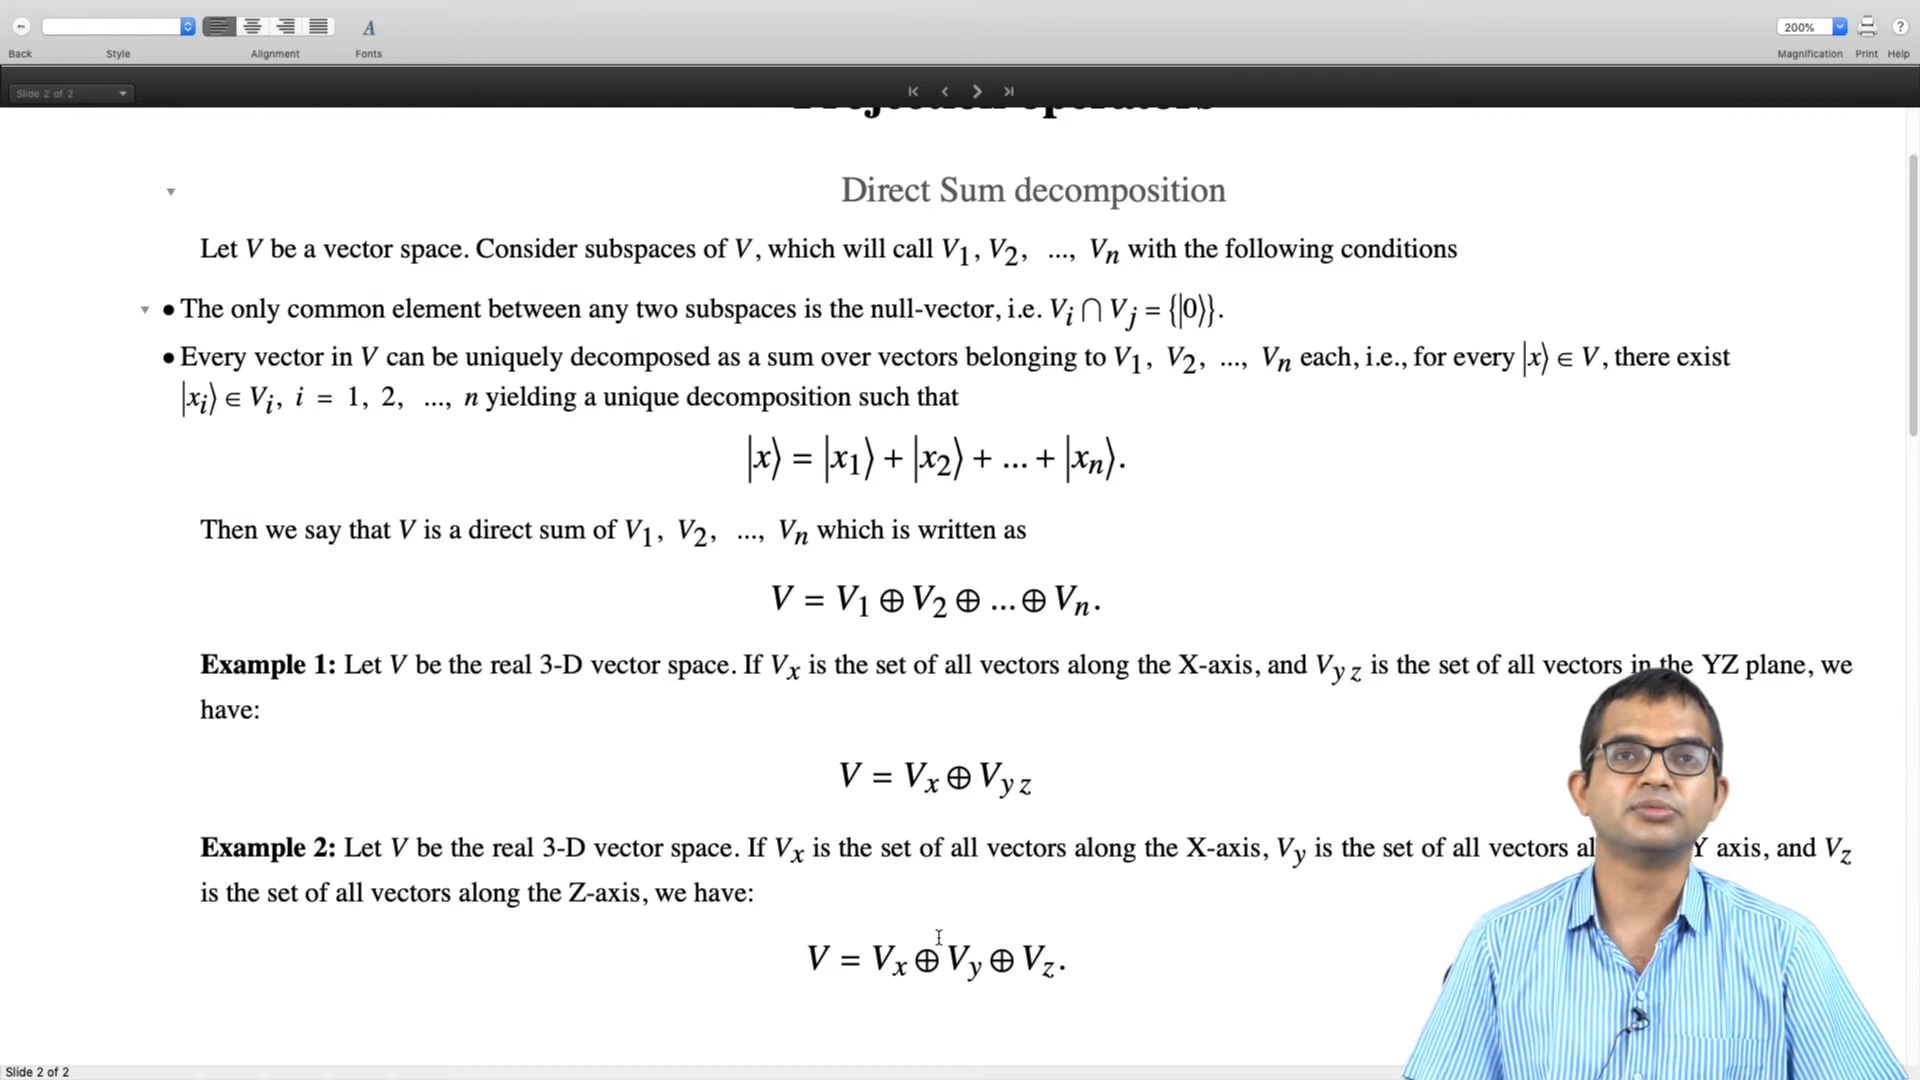 200%
Back Style Alignment Fonts Magnification Print Help
Slide 2 of 2
Projection operators
Direct Sum decomposition
Let V be a vector space. Consider subspaces of V, which will call V₁, V₂, ..., Vₙ with the following conditions
• The only common element between any two subspaces is the null-vector, i.e. Vᵢ ⋂ Vⱼ = {|0⟩}.
• Every vector in V can be uniquely decomposed as a sum over vectors belonging to V₁, V₂, ..., Vₙ each, i.e., for every |x⟩ ∈ V, there exist
|xᵢ⟩ ∈ Vᵢ, i = 1, 2, ..., n yielding a unique decomposition such that
|x⟩ = |x₁⟩ + |x₂⟩ + ... + |xₙ⟩.
Then we say that V is a direct sum of V₁, V₂, ..., Vₙ which is written as
V = V₁ ⊕ V₂ ⊕ ... ⊕ Vₙ.
Example 1: Let V be the real 3-D vector space. If Vₓ is the set of all vectors along the X-axis, and V_{y z} is the set of all vectors in the YZ plane, we
have:
V = Vₓ ⊕ V_{y z}
Example 2: Let V be the real 3-D vector space. If Vₓ is the set of all vectors along the X-axis, V_y is the set of all vectors al Y axis, and V_z
is the set of all vectors along the Z-axis, we have:
V = Vₓ ⊕ V_y ⊕ V_z.
Slide 2 of 2